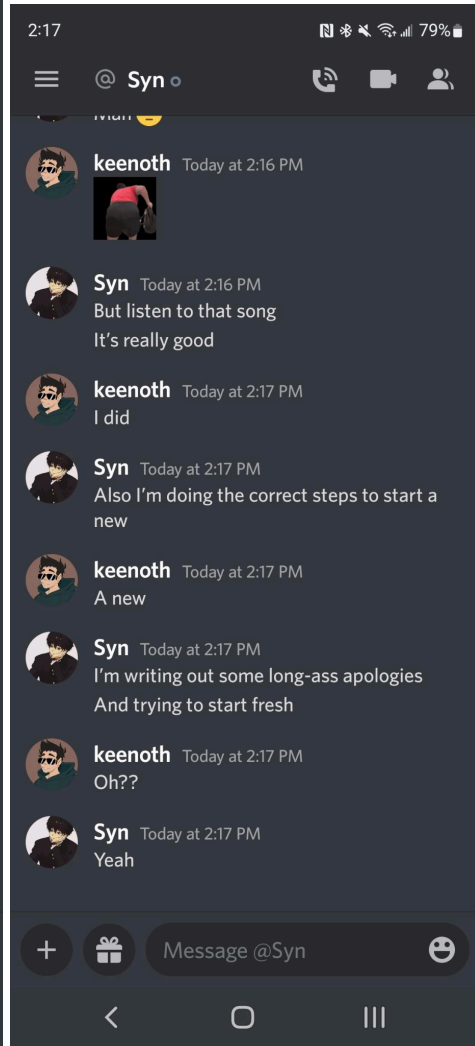 2:17
79%
@ Syn
keenoth Today at 2:16 PM
Syn Today at 2:16 PM
But listen to that song
It's really good
keenoth Today at 2:17 PM
I did
Syn Today at 2:17 PM
Also I'm doing the correct steps to start a
new
keenoth Today at 2:17 PM
A new
Syn Today at 2:17 PM
I'm writing out some long-ass apologies
And trying to start fresh
keenoth Today at 2:17 PM
Oh??
Syn Today at 2:17 PM
Yeah
Message @Syn